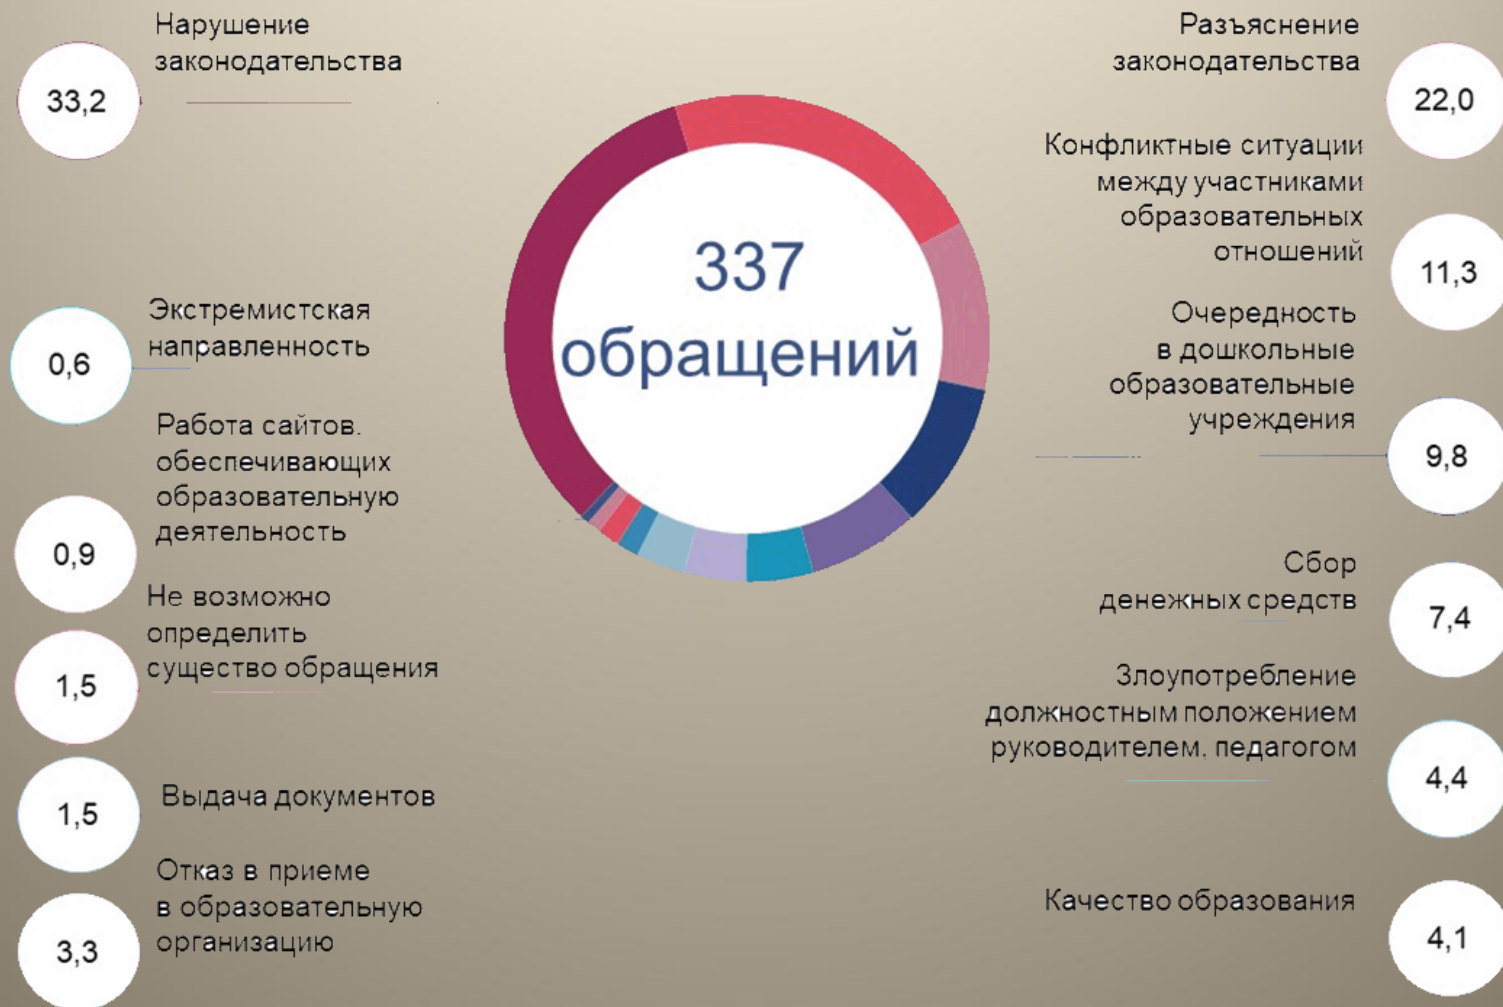 Нарушение
законодательства
33,2
Экстремистская
направленность
0,6
Работа сайтов.
обеспечивающих
образовательную
деятельность
0,9
Не возможно
определить
существо обращения
1,5
Выдача документов
1,5
Отказ в приеме
в образовательную
организацию
3,3
337
обращений
Разъяснение
законодательства
22,0
Конфликтные ситуации
между участниками
образовательных
отношений
11,3
Очередность
в дошкольные
образовательные
учреждения
9,8
Сбор
денежных средств
7,4
Злоупотребление
должностным положением
руководителем. педагогом
4,4
Качество образования
4,1